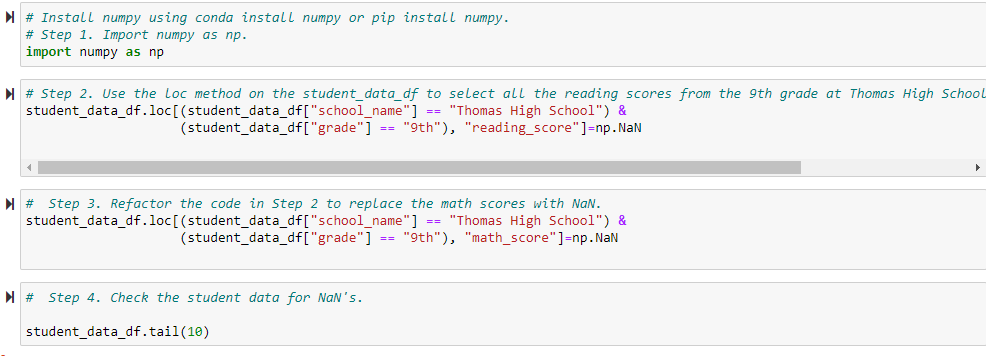 # Install numpy using conda install numpy or pip install numpy.
# Step 1. Import numpy as np.
import numpy as np
# Step 2. Use the loc method on the student_data_df to select all the reading scores from the 9th grade at Thomas High School
student_data_df.loc[(student_data_df["school_name"] == "Thomas High School") &
(student_data_df["grade"] == "9th"), "reading_score"]=np.NaN
#  Step 3. Refactor the code in Step 2 to replace the math scores with NaN.
student_data_df.loc[(student_data_df["school_name"] == "Thomas High School") &
(student_data_df["grade"] == "9th"), "math_score"]=np.NaN
#  Step 4. Check the student data for NaN's.
student_data_df.tail(10)